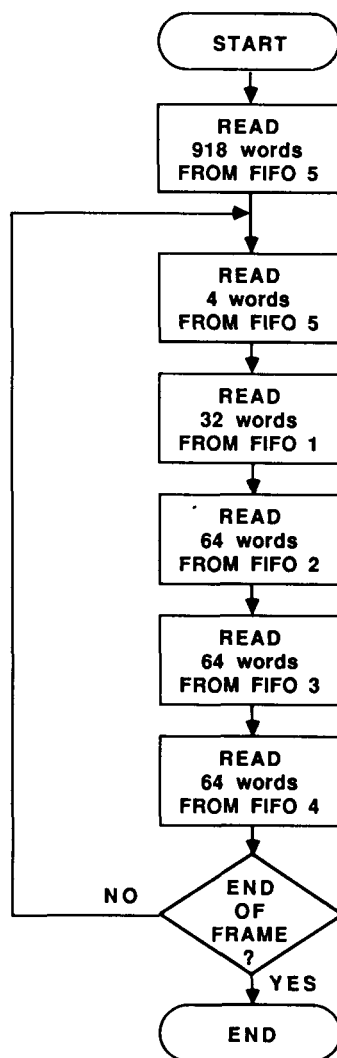 START
READ
918 words
FROM FIFO 5
READ
4 words
FROM FIFO 5
READ
32 words
FROM FIFO 1
READ
64 words
FROM FIFO 2
READ
64 words
FROM FIFO 3
READ
64 words
FROM FIFO 4
NO
END
OF
FRAME
?
YES
END